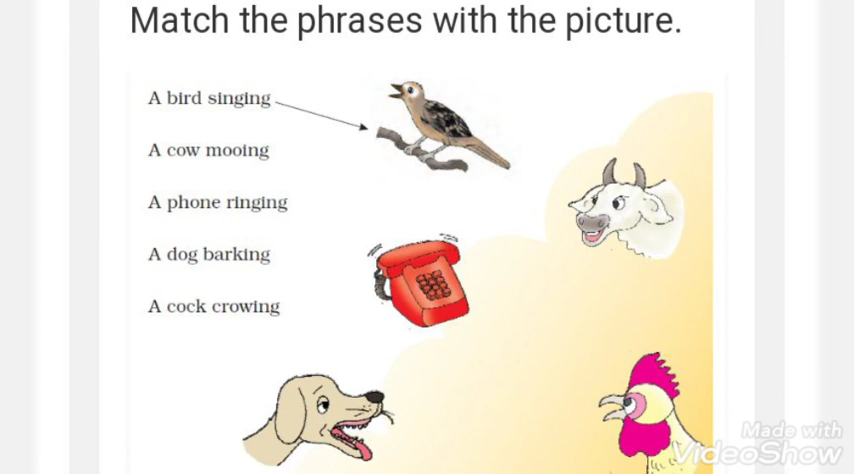 Match the phrases with the picture.
A bird singing
A cow mooing
A phone ringing
A dog barking
A cock crowing
Made with
VideoShow